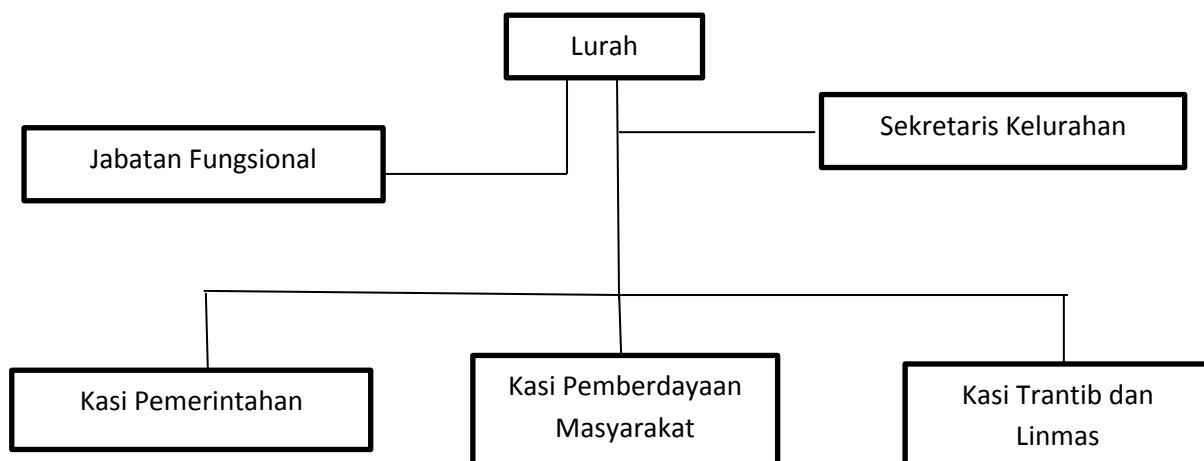 Lurah
Sekretaris Kelurahan
Jabatan Fungsional
Kasi Pemerintahan
Kasi Pemberdayaan
Masyarakat
Kasi Trantib dan
Linmas